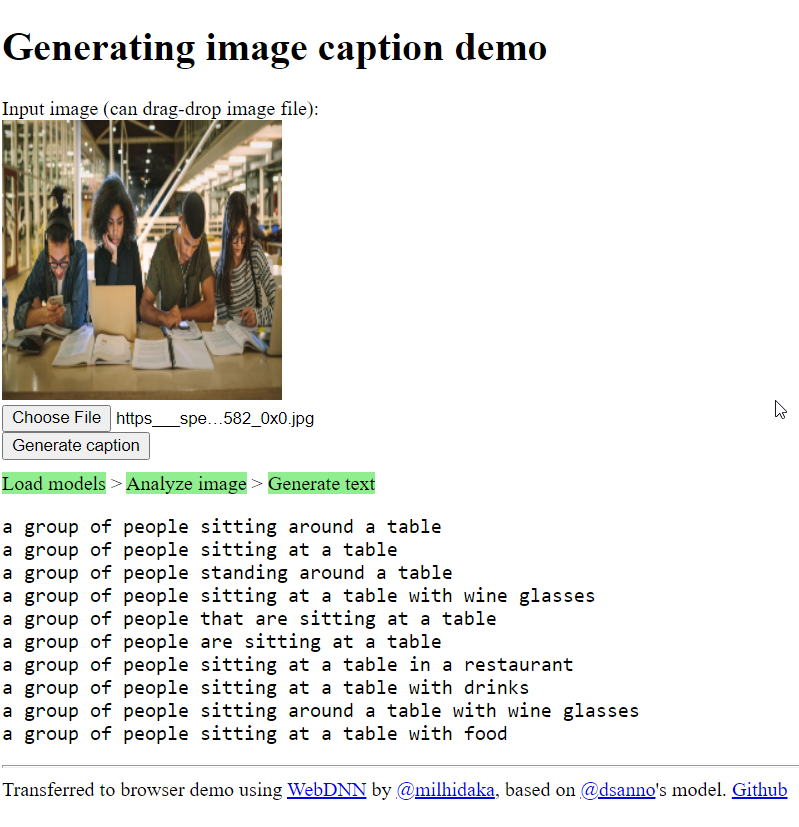 Generating image caption demo
Input image (can drag-drop image file):
Choose File https___spe…582_0x0.jpg
Generate caption
Load models > Analyze image > Generate text
a group of people sitting around a table
a group of people sitting at a table
a group of people standing around a table
a group of people sitting at a table with wine glasses
a group of people that are sitting at a table
a group of people are sitting at a table
a group of people sitting at a table in a restaurant
a group of people sitting at a table with drinks
a group of people sitting around a table with wine glasses
a group of people sitting at a table with food
Transferred to browser demo using WebDNN by @milhidaka, based on @dsanno's model. Github